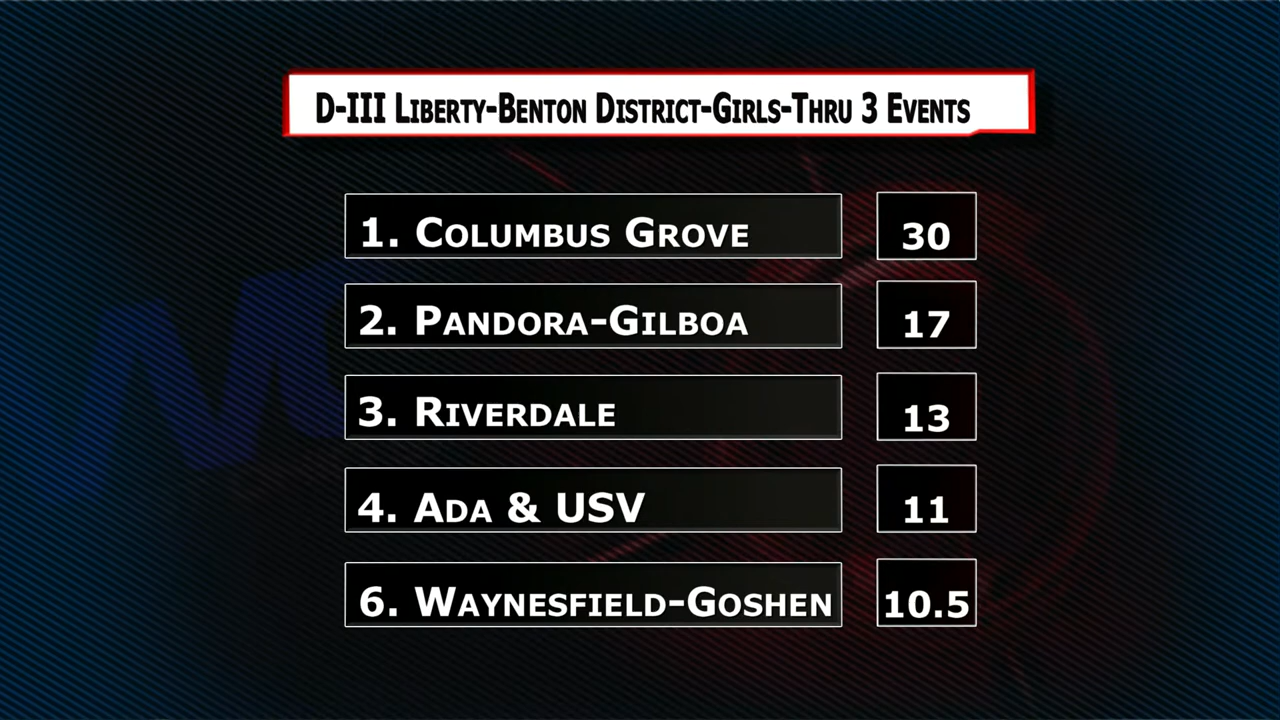 D-III Liberty-Benton District-Girls-Thru 3 Events
1. Columbus Grove 30
2. Pandora-Gilboa 17
3. Riverdale 13
4. Ada & USV 11
6. Waynesfield-Goshen 10.5